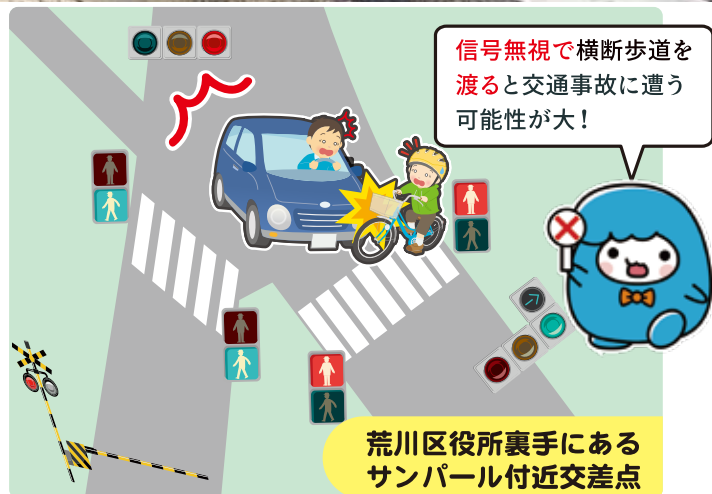 信号無視で横断歩道を
渡ると交通事故に遭う
可能性が大!
荒川区役所裏手にある
サンパール付近交差点